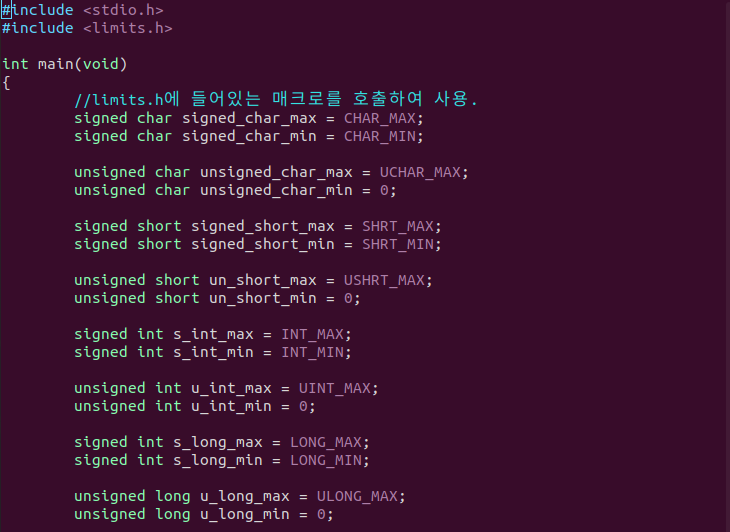 #include <stdio.h>
#include <limits.h>
int main(void)
{
//limits.h에 들어있는 매크로를 호출하여 사용.
signed char signed_char_max = CHAR_MAX;
signed char signed_char_min = CHAR_MIN;
unsigned char unsigned_char_max = UCHAR_MAX;
unsigned char unsigned_char_min = 0;
signed short signed_short_max = SHRT_MAX;
signed short signed_short_min = SHRT_MIN;
unsigned short un_short_max = USHRT_MAX;
unsigned short un_short_min = 0;
signed int s_int_max = INT_MAX;
signed int s_int_min = INT_MIN;
unsigned int u_int_max = UINT_MAX;
unsigned int u_int_min = 0;
signed int s_long_max = LONG_MAX;
signed int s_long_min = LONG_MIN;
unsigned long u_long_max = ULONG_MAX;
unsigned long u_long_min = 0;